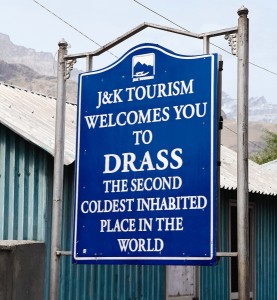 J&K TOURISM
WELCOMES YOU
TO
DRASS
THE SECOND
COLDEST INHABITED
PLACE IN THE
WORLD